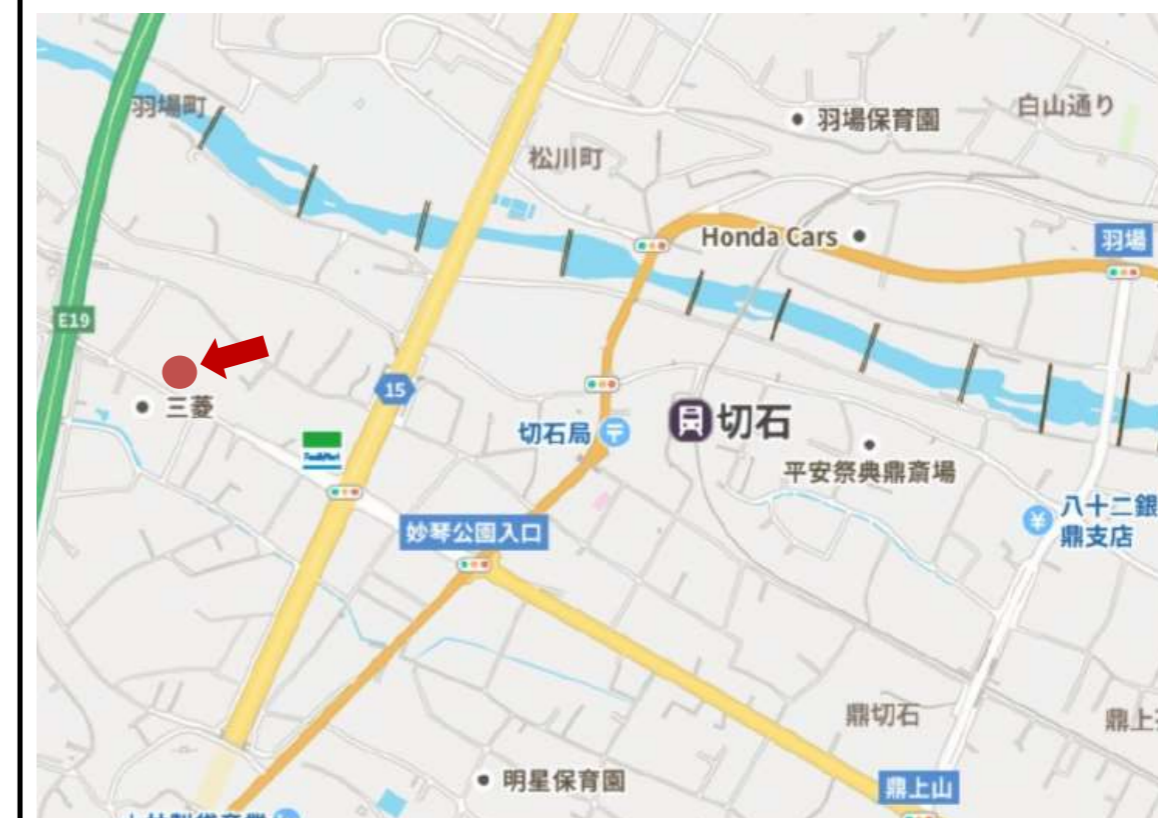 羽場町
白山通り
羽場保育園
松川町
Honda Cars
羽場
E19
15
三菱
切石局
切石
FamilyMart
平安祭典鼎斎場
八十二銀
鼎支店
妙琴公園入口
鼎切石
鼎上
明星保育園
鼎上山